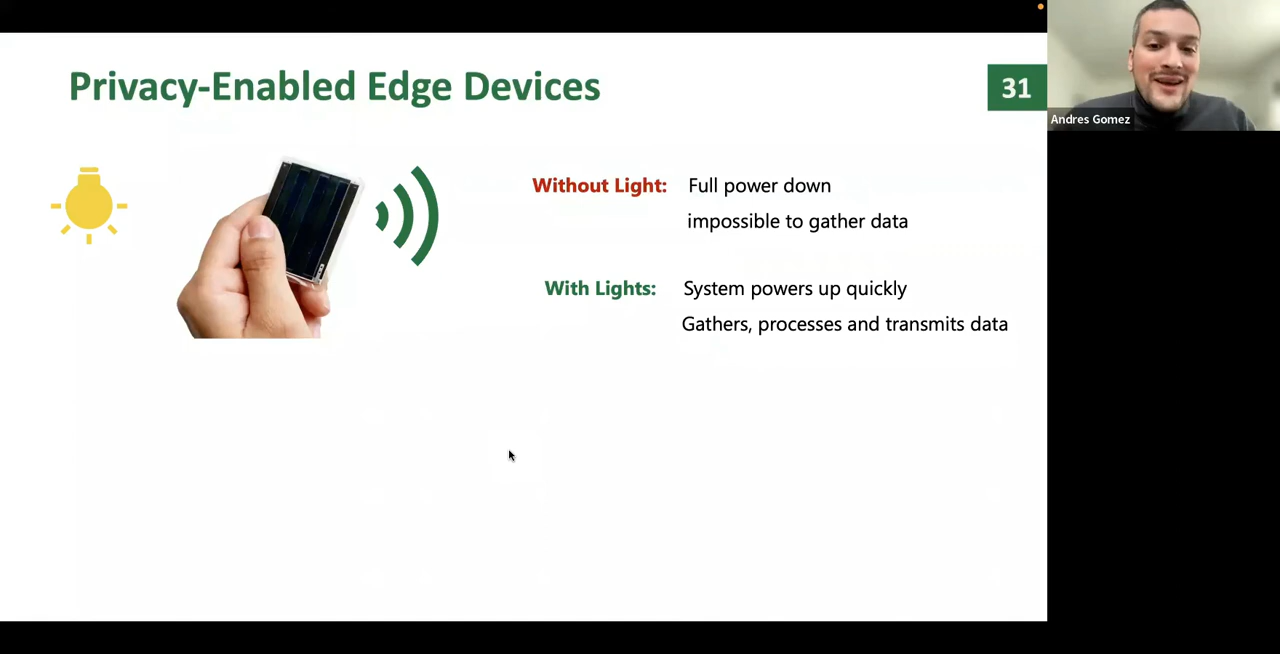 Privacy-Enabled Edge Devices
31
Andres Gomez
Without Light: Full power down
impossible to gather data
With Lights: System powers up quickly
Gathers, processes and transmits data